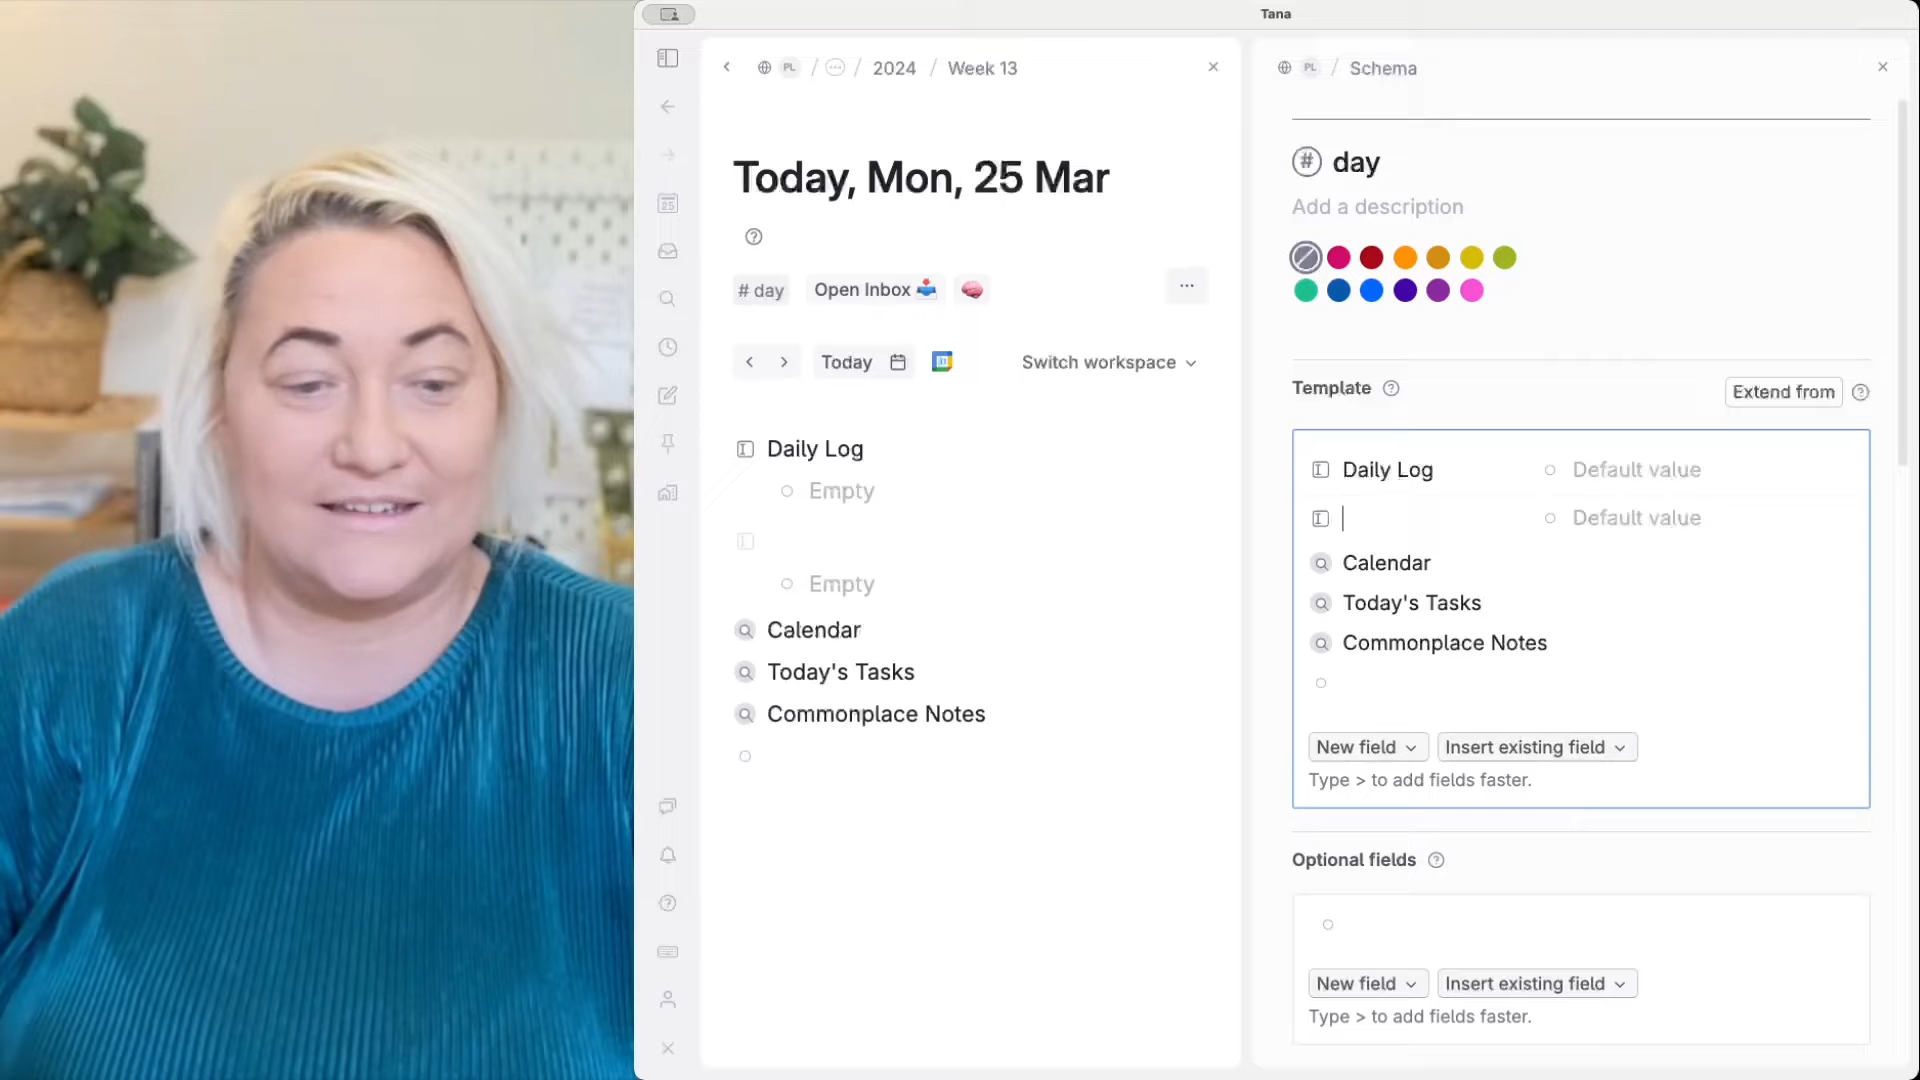 Tana
PL / / 2024 / Week 13
Today, Mon, 25 Mar
# day Open Inbox
Today Switch workspace
Daily Log
Empty
Empty
Calendar
Today's Tasks
Commonplace Notes
25
PL / Schema
# day
Add a description
Template Extend from
Daily Log Default value
Default value
Calendar
Today's Tasks
Commonplace Notes
New field Insert existing field
Type > to add fields faster.
Optional fields
New field Insert existing field
Type > to add fields faster.